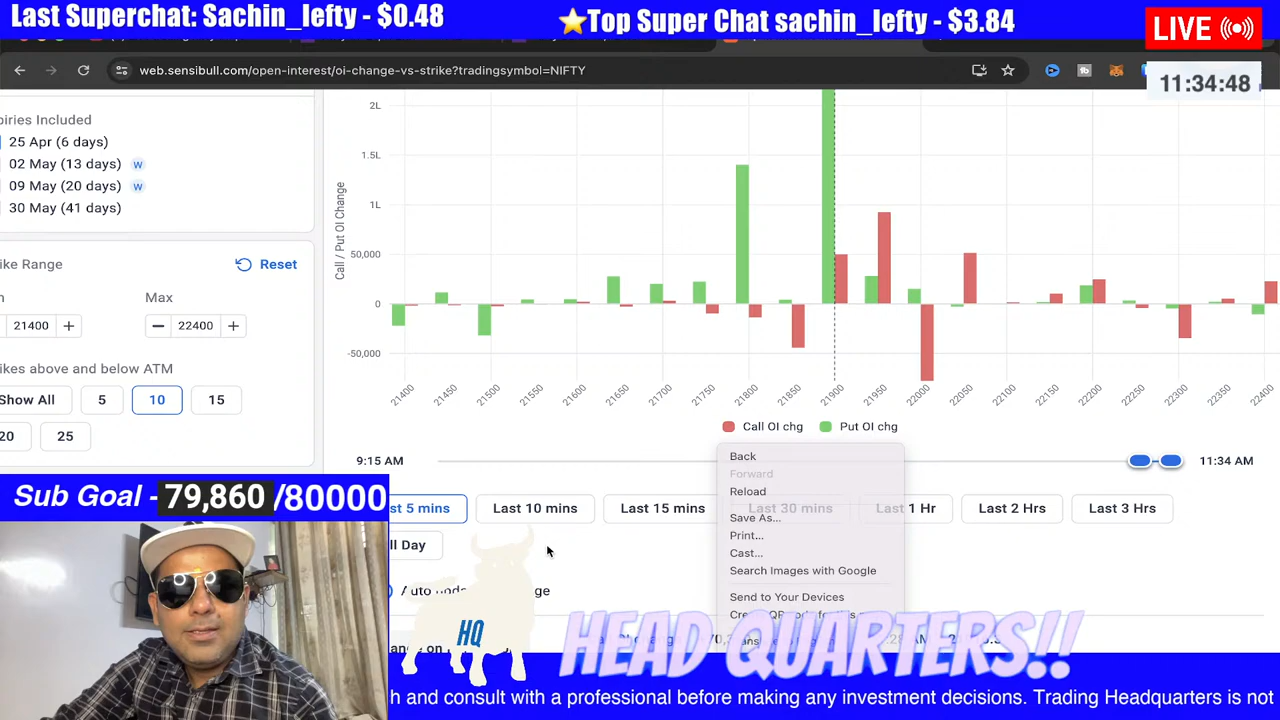 Last Superchat: Sachin_lefty - $0.48
⭐Top Super Chat sachin_lefty - $3.84
LIVE
web.sensibull.com/open-interest/oi-change-vs-strike?tradingsymbol=NIFTY
11:34:48
piries Included
25 Apr (6 days)
02 May (13 days) W
09 May (20 days) W
30 May (41 days)
ike Range
Reset
n
Max
21400 +
− 22200 +
ikes above and below ATM
Show All 5 10 15
20 25
Call / Put OI Change
2L
1.5L
1L
50,000
0
-50,000
21400 21450 21500 21550 21600 21650 21700 21750 21800 21850 21900 21950 22000 22050 22100 22150 22200 22250 22300 22350 22400
Call OI chg Put OI chg
9:15 AM
11:34 AM
st 5 mins Last 10 mins Last 15 mins Last 30 mins Last 1 Hr Last 2 Hrs Last 3 Hrs
ll Day
Back
Forward
Reload
Save As...
Print...
Cast...
Search Images with Google
Send to Your Devices
Sub Goal - 79,860 /80000
HQ
HEAD QUARTERS!!
h and consult with a professional before making any investment decisions. Trading Headquarters is not